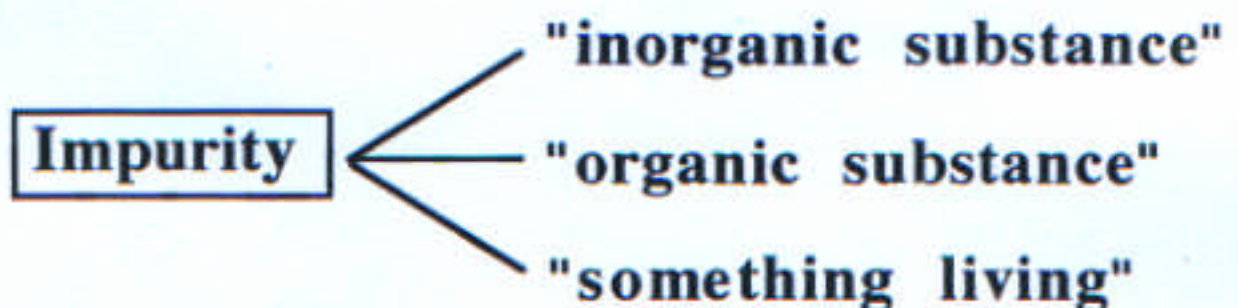 "inorganic substance"
Impurity
"organic substance"
"something living"